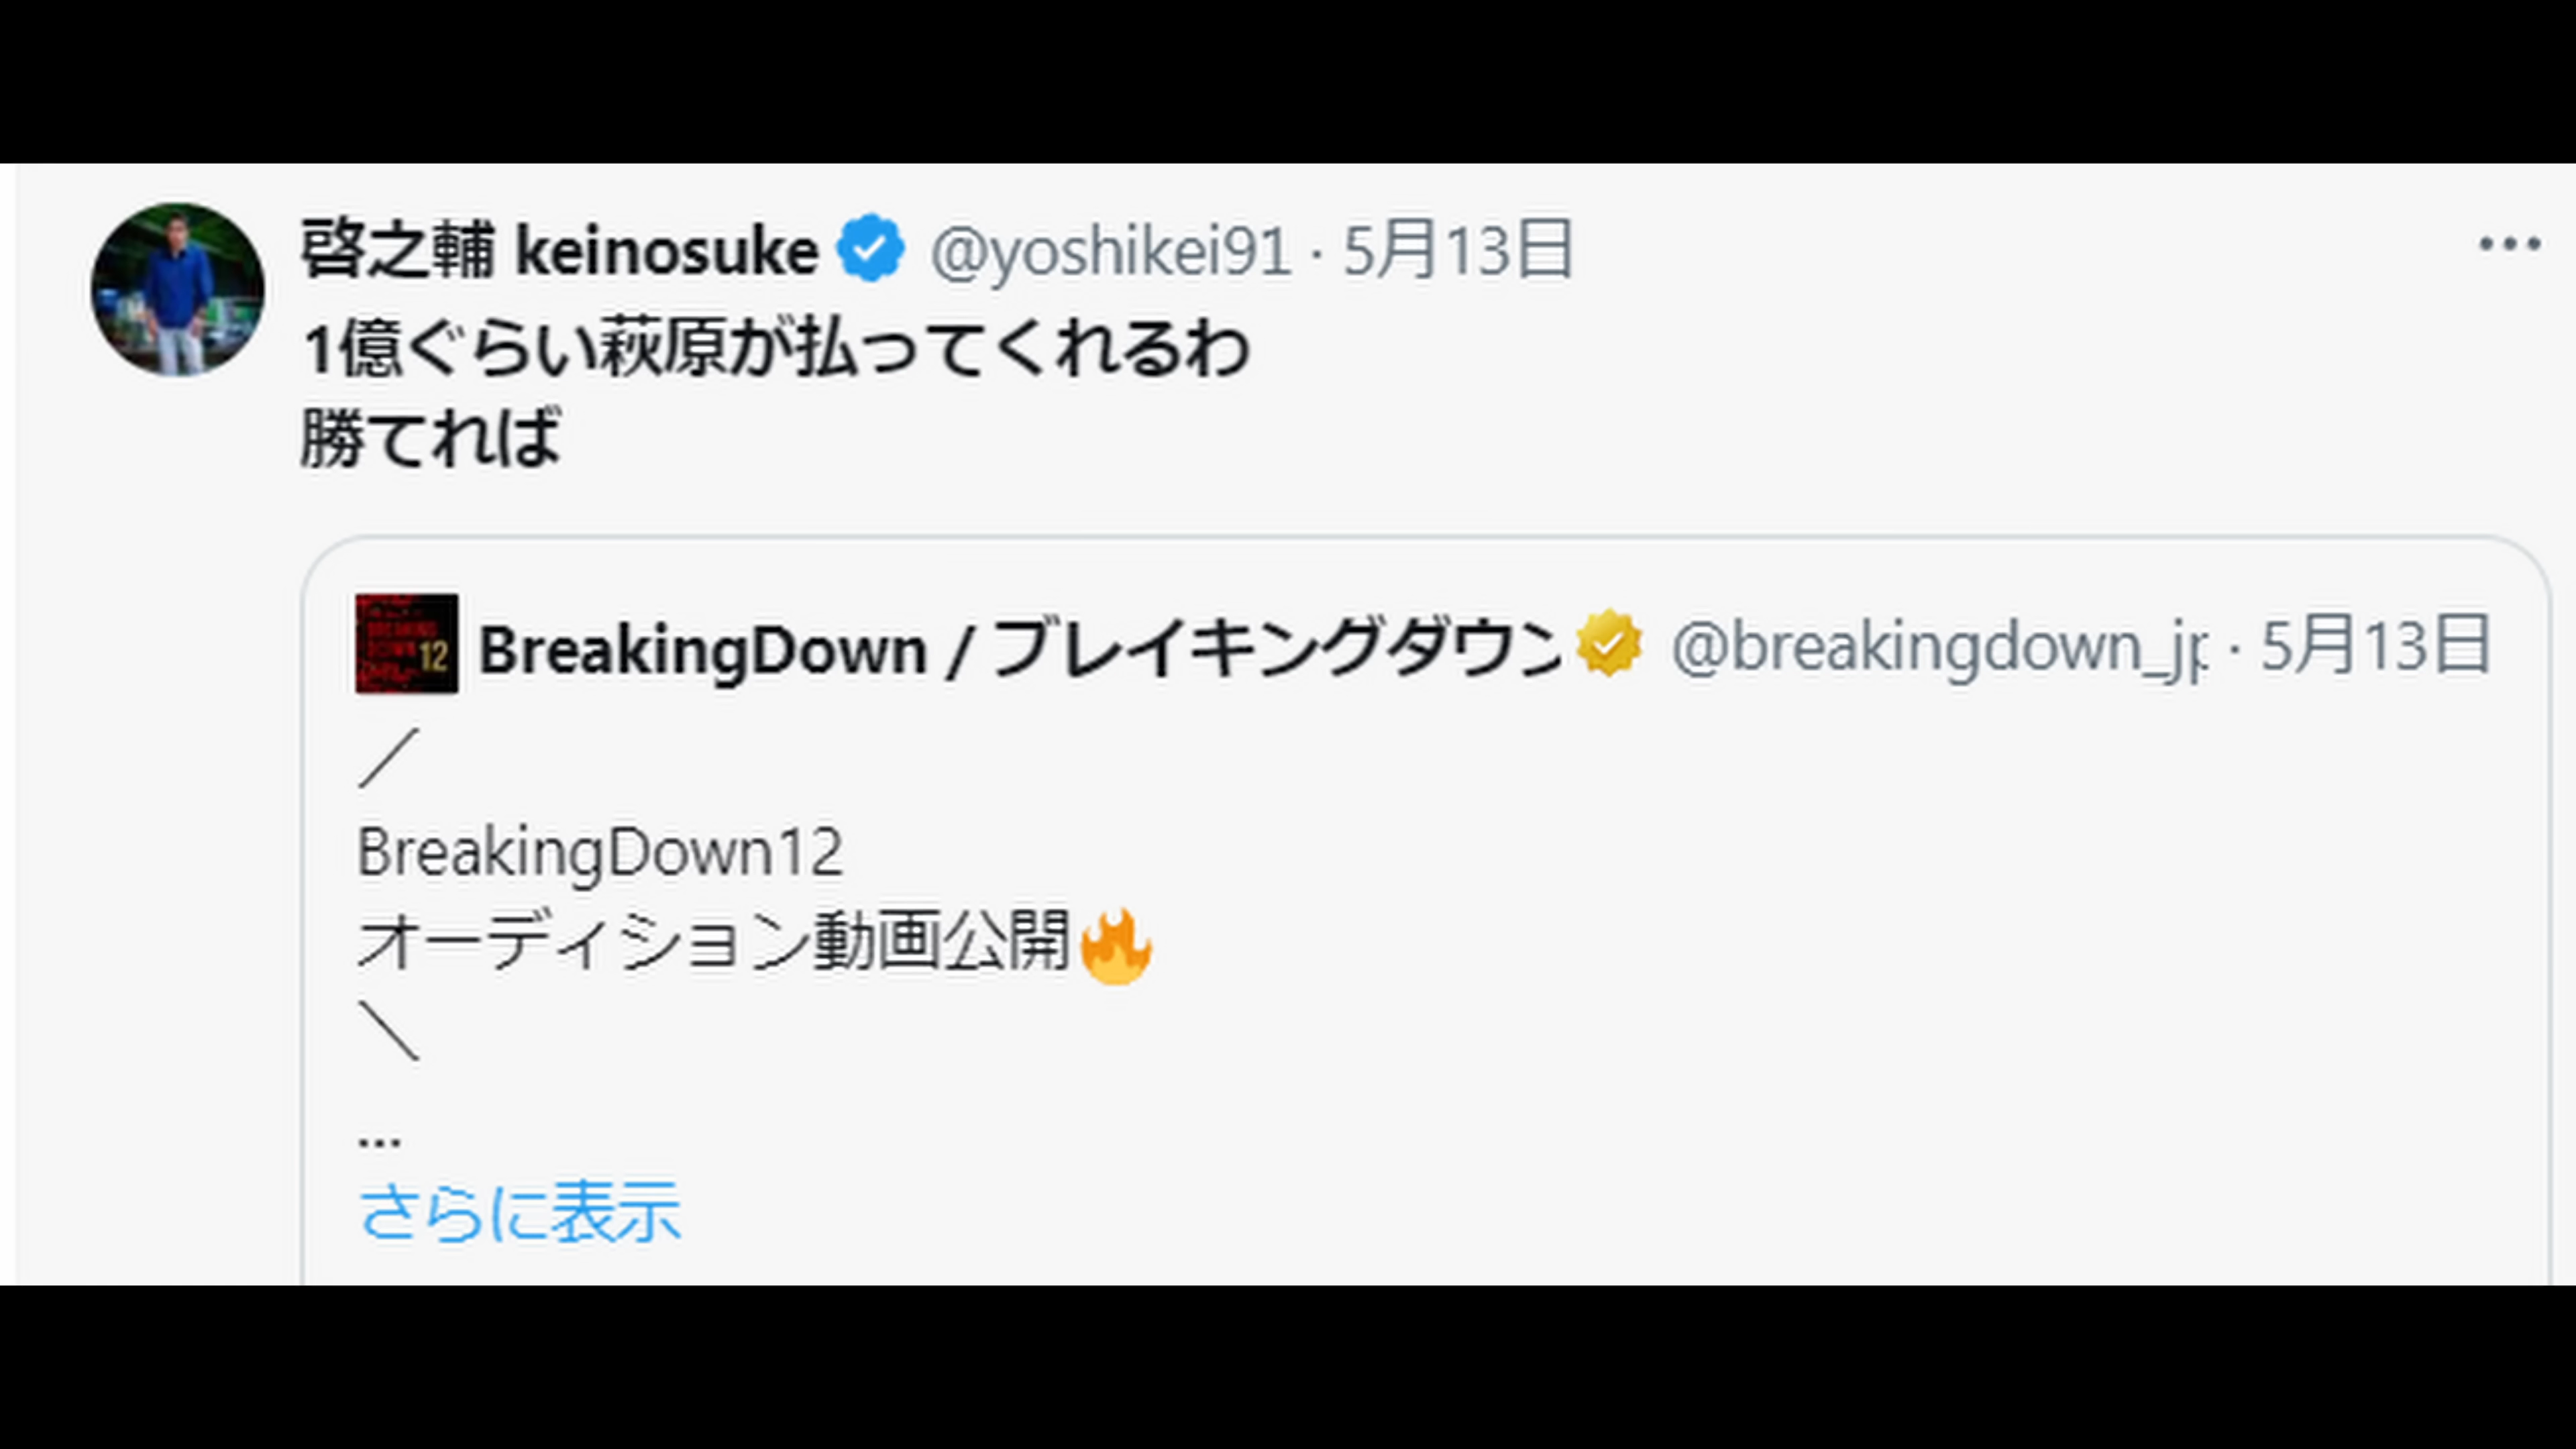 啓之輔 keinosuke @yoshikei91 · 5月13日
1億ぐらい萩原が払ってくれるわ
勝てれば
BREAKING
DOWN 12
BreakingDown / ブレイキングダウン @breakingdown_jp · 5月13日
／
BreakingDown12
オーディション動画公開🔥
＼
...
さらに表示